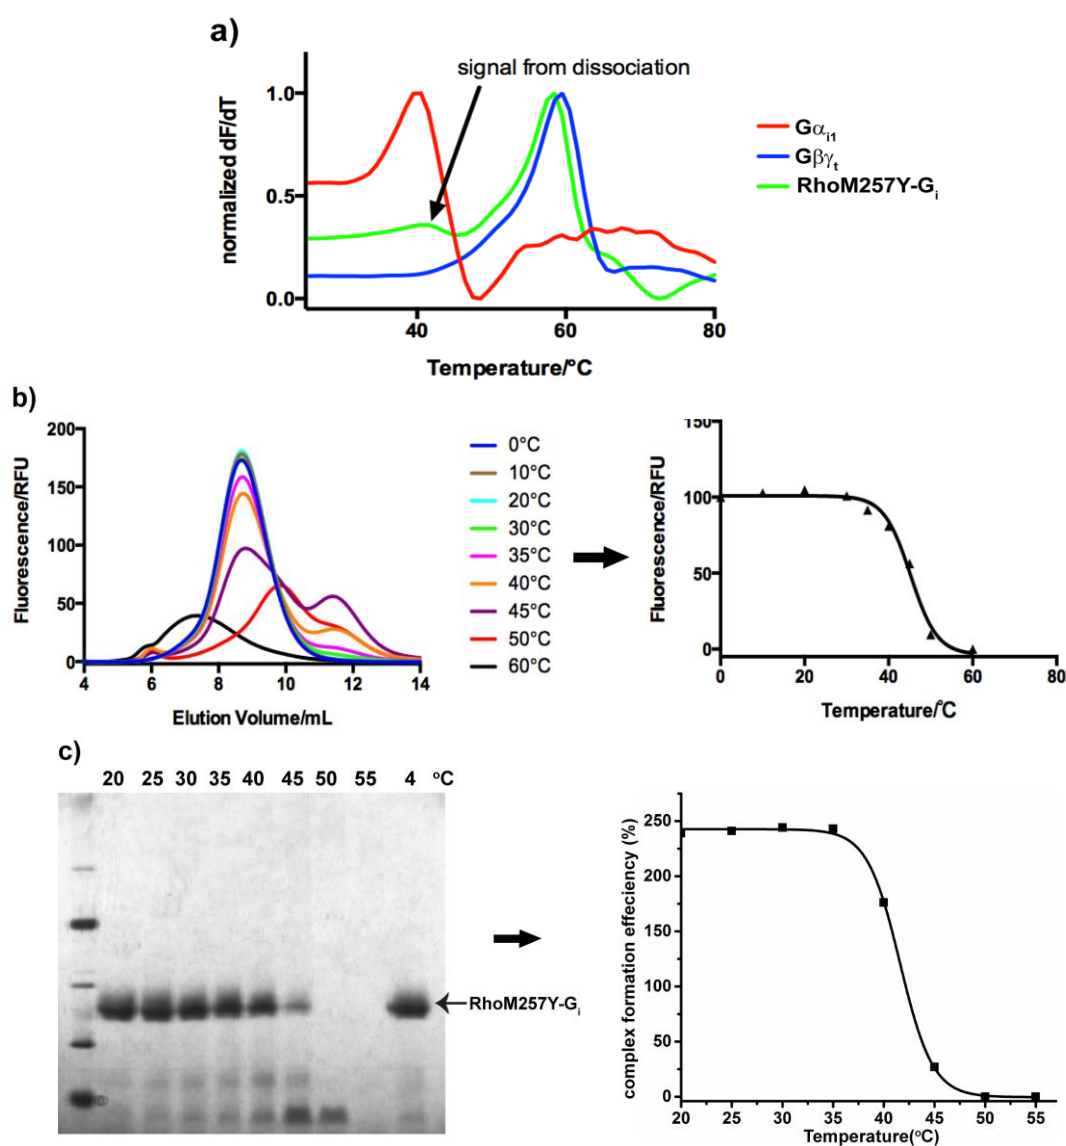 a)
signal from dissociation
normalized dF/dT
1.0
0.5
0.0
40 60 80
Temperature/°C
Gαi1
Gβγt
RhoM257Y-Gi
b)
Fluorescence/RFU
200
150
100
50
0
4 6 8 10 12 14
Elution Volume/mL
0°C
10°C
20°C
30°C
35°C
40°C
45°C
50°C
60°C
Fluorescence/RFU
150
100
50
0
0 20 40 60 80
Temperature/°C
c)
20 25 30 35 40 45 50 55 4 °C
RhoM257Y-Gi
complex formation effeciency (%)
250
200
150
100
50
0
20 25 30 35 40 45 50 55
Temperature(°C)